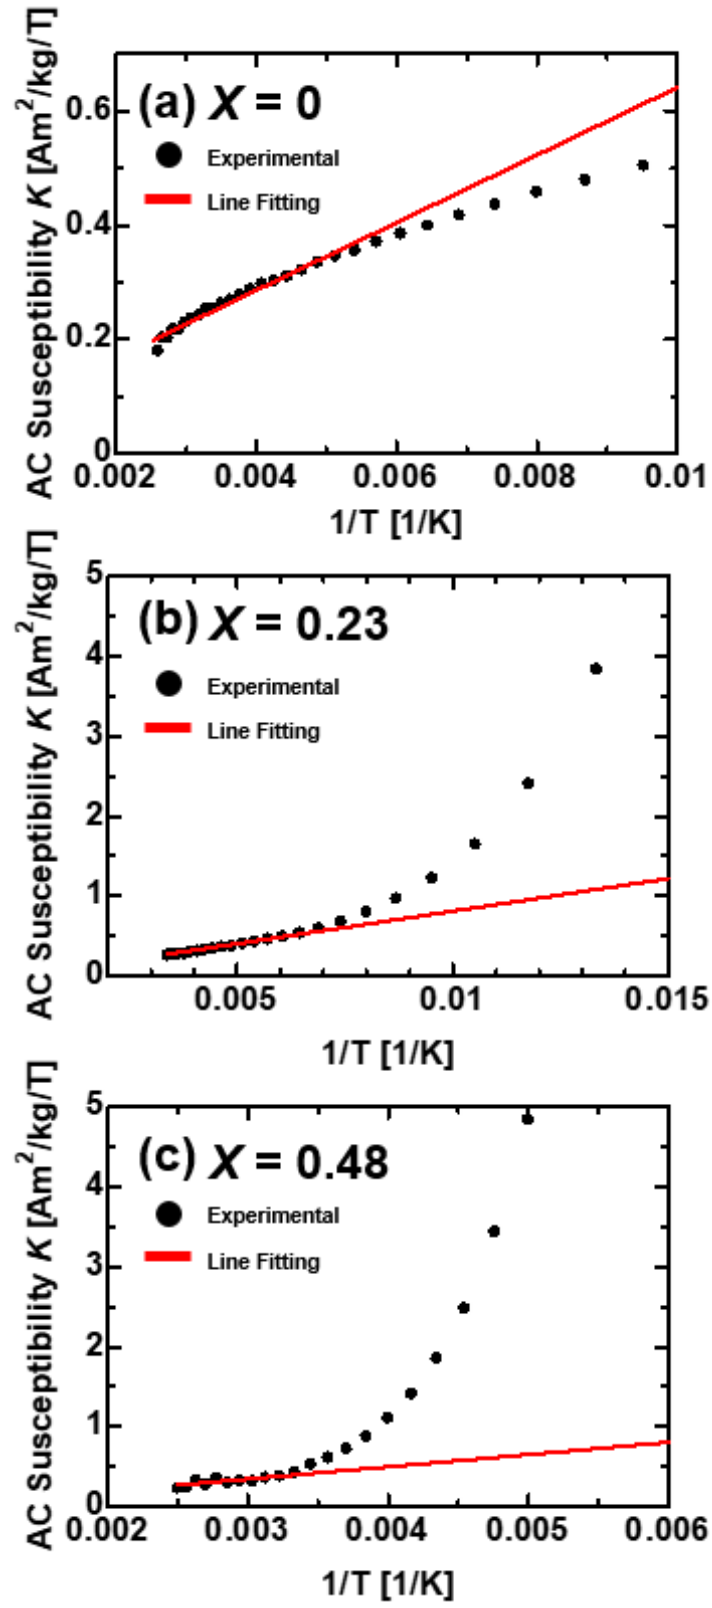 (a) X = 0
Experimental
Line Fitting
AC Susceptibility K [Am²/kg/T]
0.6
0.4
0.2
0
0.002 0.004 0.006 0.008 0.01
1/T [1/K]
(b) X = 0.23
Experimental
Line Fitting
AC Susceptibility K [Am²/kg/T]
5
4
3
2
1
0
0.005 0.01 0.015
1/T [1/K]
(c) X = 0.48
Experimental
Line Fitting
AC Susceptibility K [Am²/kg/T]
5
4
3
2
1
0
0.002 0.003 0.004 0.005 0.006
1/T [1/K]